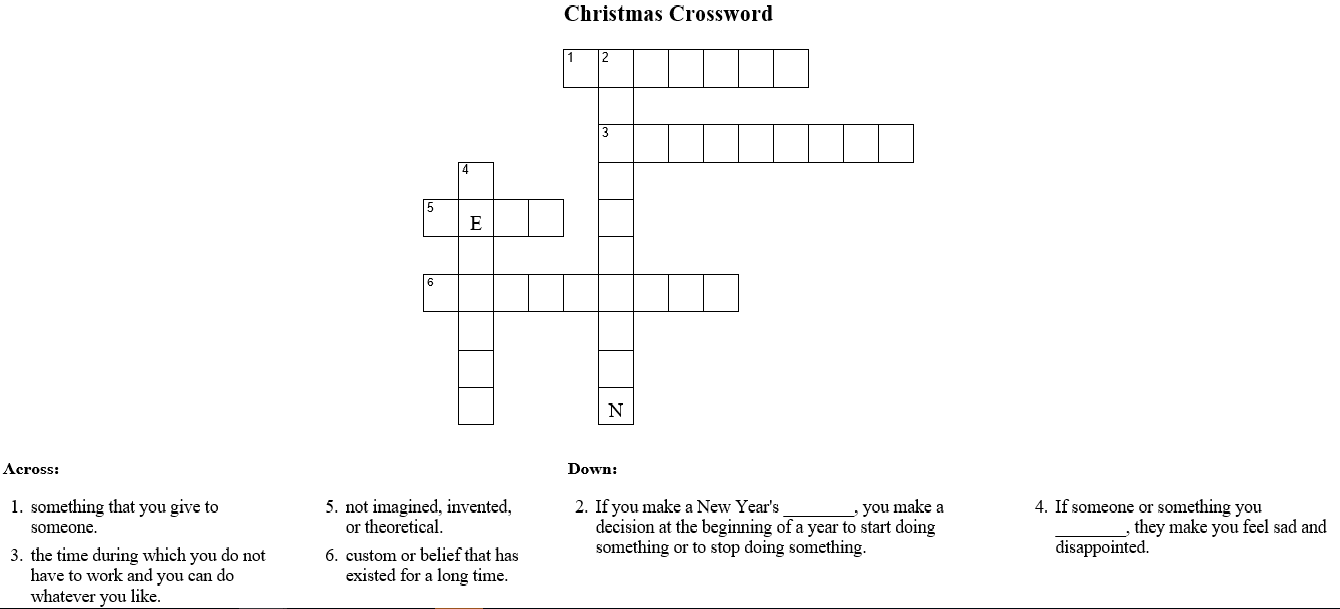 Christmas Crossword
1 2
3
4
5
E
6
N
Across:
1. something that you give to
someone.
3. the time during which you do not
have to work and you can do
whatever you like.
5. not imagined, invented,
or theoretical.
6. custom or belief that has
existed for a long time.
Down:
2. If you make a New Year's ________, you make a
decision at the beginning of a year to start doing
something or to stop doing something.
4. If someone or something you
________, they make you feel sad and
disappointed.